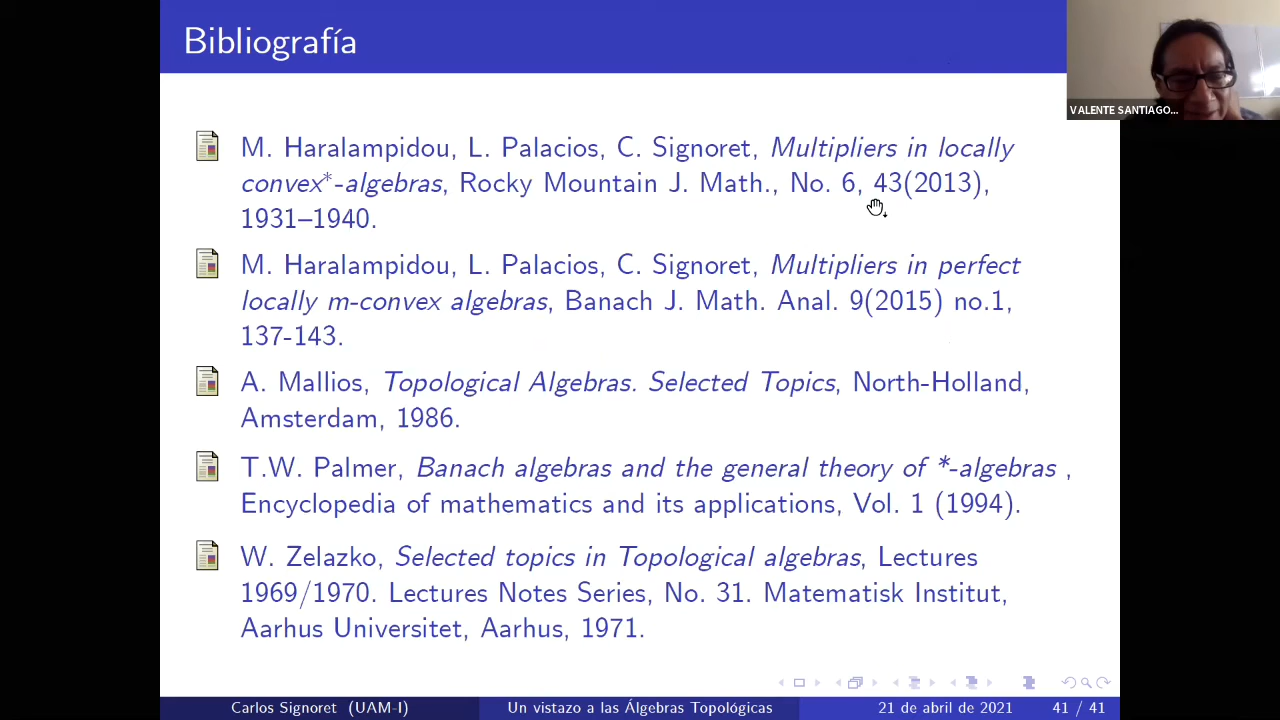 Bibliografía
VALENTE SANTIAGO...
M. Haralampidou, L. Palacios, C. Signoret, Multipliers in locally
convex*-algebras, Rocky Mountain J. Math., No. 6, 43(2013),
1931–1940.
M. Haralampidou, L. Palacios, C. Signoret, Multipliers in perfect
locally m-convex algebras, Banach J. Math. Anal. 9(2015) no.1,
137-143.
A. Mallios, Topological Algebras. Selected Topics, North-Holland,
Amsterdam, 1986.
T.W. Palmer, Banach algebras and the general theory of *-algebras ,
Encyclopedia of mathematics and its applications, Vol. 1 (1994).
W. Zelazko, Selected topics in Topological algebras, Lectures
1969/1970. Lectures Notes Series, No. 31. Matematisk Institut,
Aarhus Universitet, Aarhus, 1971.
Carlos Signoret (UAM-I) Un vistazo a las Álgebras Topológicas 21 de abril de 2021 41 / 41